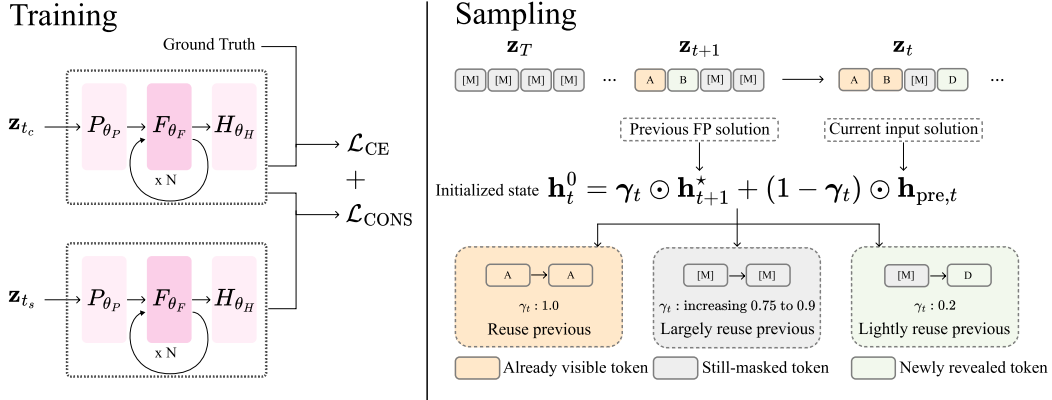 Training
Ground Truth
𝐳_{t_c}
P_{θ_P}
F_{θ_F}
H_{θ_H}
x N
ℒ_CE
+
ℒ_CONS
𝐳_{t_s}
P_{θ_P}
F_{θ_F}
H_{θ_H}
x N
Sampling
𝐳_T
𝐳_{t+1}
𝐳_t
[M] [M] [M] [M] ... A B [M] [M] A B [M] D ...
Previous FP solution
Current input solution
Initialized state 𝐡_t^0 = 𝜸_t ⊙ 𝐡_{t+1}^⋆ + (1 − 𝜸_t) ⊙ 𝐡_{pre,t}
A A
γ_t : 1.0
Reuse previous
[M] [M]
γ_t : increasing 0.75 to 0.9
Largely reuse previous
[M] D
γ_t : 0.2
Lightly reuse previous
Already visible token
Still-masked token
Newly revealed token